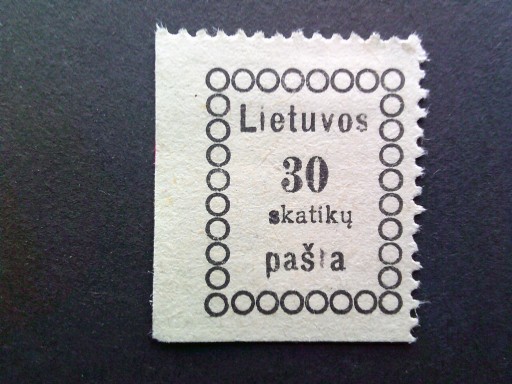 Lietuvos
30
skatikų
pašta